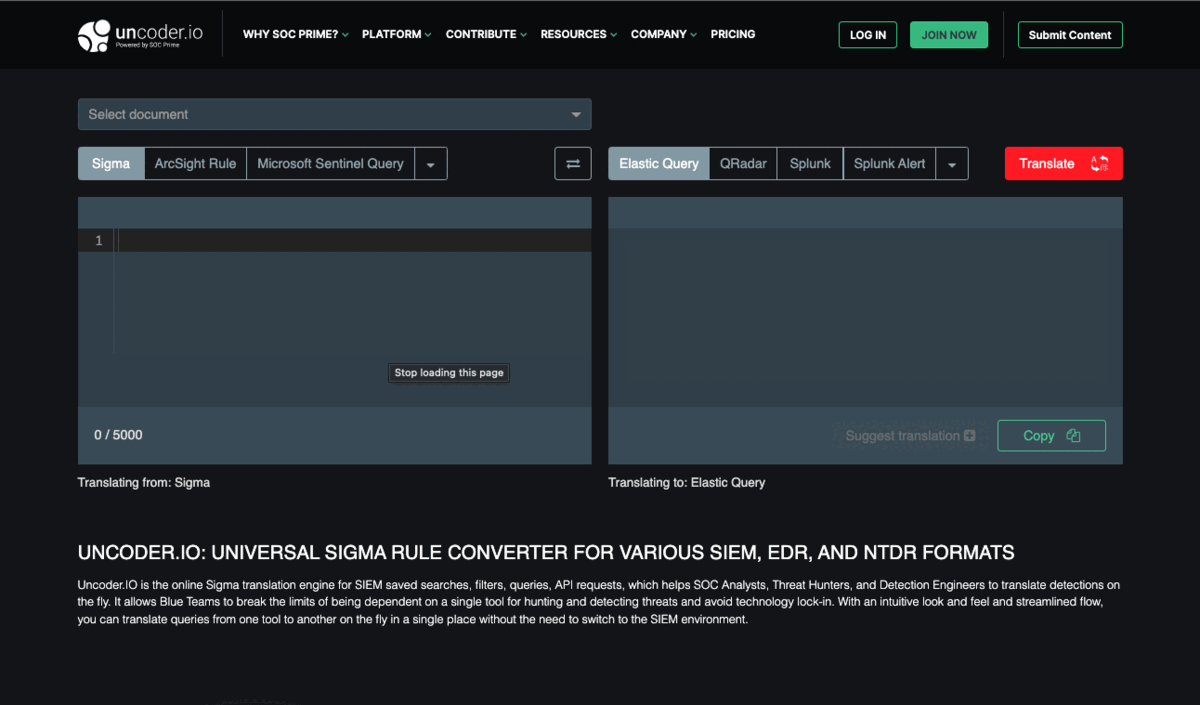 uncoder.io
Powered by SOC Prime
WHY SOC PRIME? PLATFORM CONTRIBUTE RESOURCES COMPANY PRICING LOG IN JOIN NOW Submit Content
Select document
Sigma ArcSight Rule Microsoft Sentinel Query Elastic Query QRadar Splunk Splunk Alert Translate
1
Stop loading this page
0 / 5000 Suggest translation Copy
Translating from: Sigma Translating to: Elastic Query
UNCODER.IO: UNIVERSAL SIGMA RULE CONVERTER FOR VARIOUS SIEM, EDR, AND NTDR FORMATS
Uncoder.IO is the online Sigma translation engine for SIEM saved searches, filters, queries, API requests, which helps SOC Analysts, Threat Hunters, and Detection Engineers to translate detections on
the fly. It allows Blue Teams to break the limits of being dependent on a single tool for hunting and detecting threats and avoid technology lock-in. With an intuitive look and feel and streamlined flow,
you can translate queries from one tool to another on the fly in a single place without the need to switch to the SIEM environment.